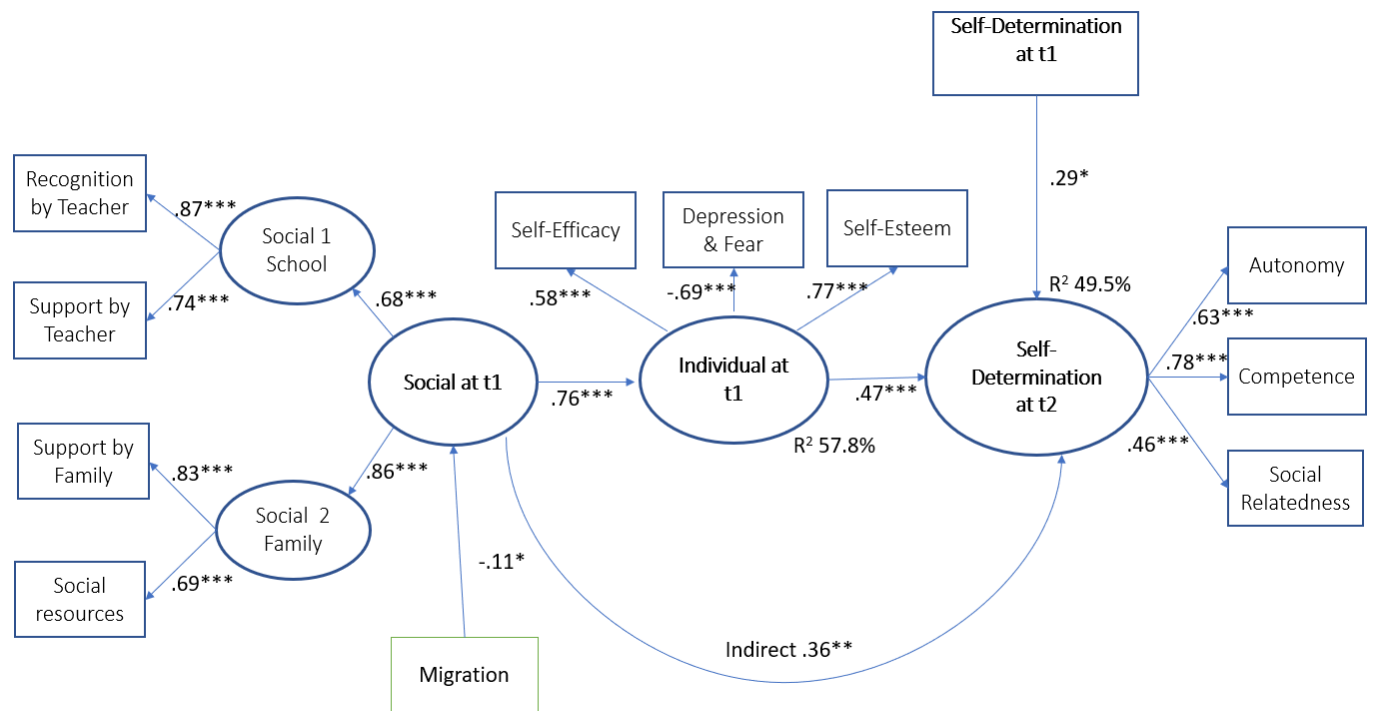 Self-Determination
at t1
.29*
Recognition
by Teacher
.87***
Social 1
School
Support by
Teacher
.74***
.68***
Self-Efficacy
.58***
Depression
& Fear
-.69***
Self-Esteem
.77***
R² 49.5%
Autonomy
.63***
Social at t1
.76***
Individual at
t1
R² 57.8%
.47***
Self-
Determination
at t2
.78***
Competence
.46***
Social
Relatedness
Support by
Family
.83***
.86***
Social  2
Family
Social
resources
.69***
-.11*
Migration
Indirect .36**